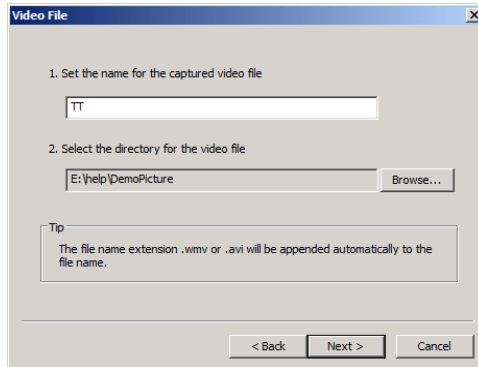 Video File
1. Set the name for the captured video file
TT
2. Select the directory for the video file
E:\help\DemoPicture
Browse...
Tip
The file name extension .wmv or .avi will be appended automatically to the
file name.
< Back
Next >
Cancel